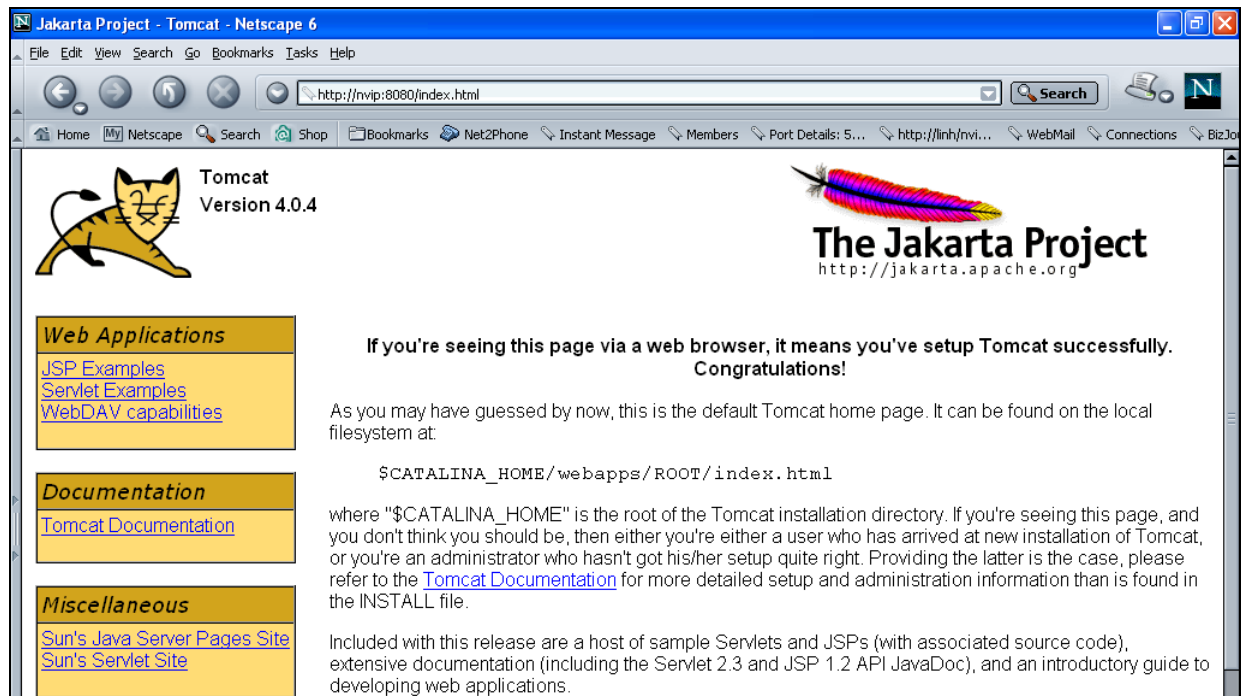 Jakarta Project - Tomcat - Netscape 6
File Edit View Search Go Bookmarks Tasks Help
http://nvip:8080/index.html Search N
Home My Netscape Search Shop Bookmarks Net2Phone Instant Message Members Port Details: 5... http://linh/nvi... WebMail Connections BizJou
Tomcat
Version 4.0.4
The Jakarta Project
http://jakarta.apache.org
Web Applications
JSP Examples
Servlet Examples
WebDAV capabilities
Documentation
Tomcat Documentation
Miscellaneous
Sun's Java Server Pages Site
Sun's Servlet Site
If you're seeing this page via a web browser, it means you've setup Tomcat successfully.
Congratulations!
As you may have guessed by now, this is the default Tomcat home page. It can be found on the local
filesystem at:
$CATALINA_HOME/webapps/ROOT/index.html
where "$CATALINA_HOME" is the root of the Tomcat installation directory. If you're seeing this page, and
you don't think you should be, then either you're either a user who has arrived at new installation of Tomcat,
or you're an administrator who hasn't got his/her setup quite right. Providing the latter is the case, please
refer to the Tomcat Documentation for more detailed setup and administration information than is found in
the INSTALL file.
Included with this release are a host of sample Servlets and JSPs (with associated source code),
extensive documentation (including the Servlet 2.3 and JSP 1.2 API JavaDoc), and an introductory guide to
developing web applications.